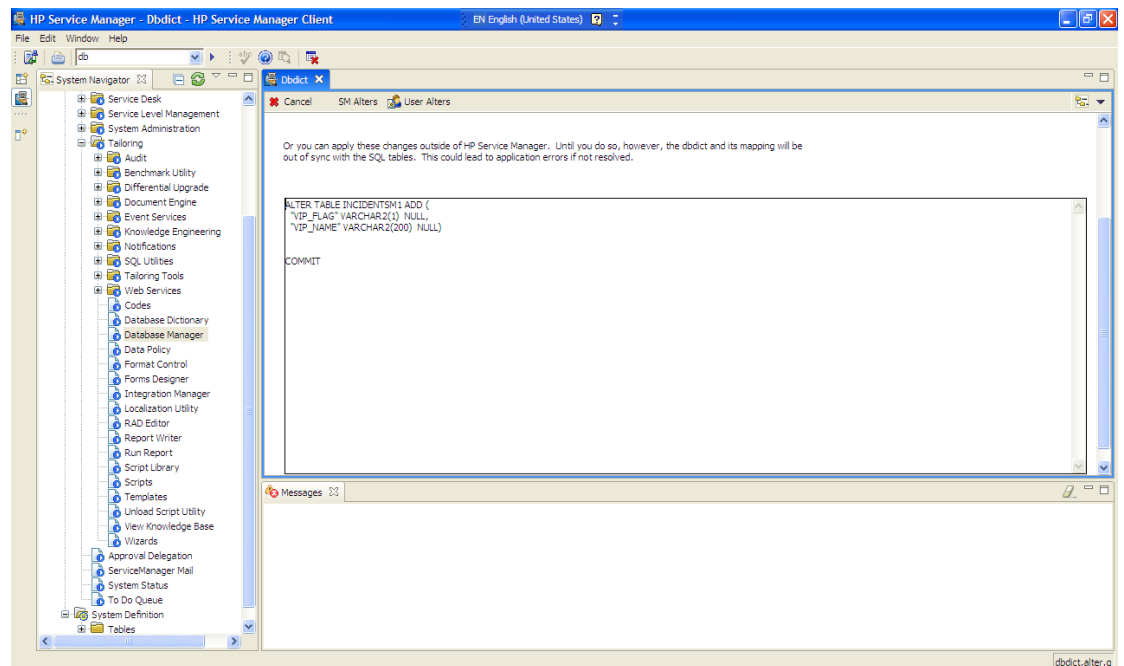 HP Service Manager - Dbdict - HP Service Manager Client
EN English (United States)
File Edit Window Help
db
System Navigator
Service Desk
Service Level Management
System Administration
Tailoring
Audit
Benchmark Utility
Differential Upgrade
Document Engine
Event Services
Knowledge Engineering
Notifications
SQL Utilities
Tailoring Tools
Web Services
Codes
Database Dictionary
Database Manager
Data Policy
Format Control
Forms Designer
Integration Manager
Localization Utility
RAD Editor
Report Writer
Run Report
Script Library
Scripts
Templates
Unload Script Utility
View Knowledge Base
Wizards
Approval Delegation
ServiceManager Mail
System Status
To Do Queue
System Definition
Tables
Dbdict
Cancel SM Alters User Alters
Or you can apply these changes outside of HP Service Manager. Until you do so, however, the dbdict and its mapping will be
out of sync with the SQL tables. This could lead to application errors if not resolved.
ALTER TABLE INCIDENTSM1 ADD (
"VIP_FLAG" VARCHAR2(1) NULL,
"VIP_NAME" VARCHAR2(200) NULL)
COMMIT
Messages
dbdict.alter.g